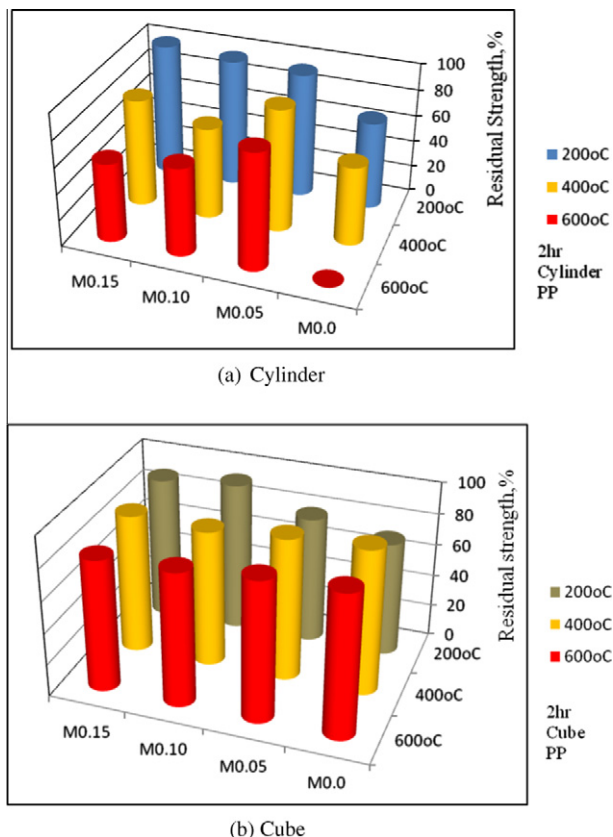 100
80
60
40
20
0
Residual Strength,%
200oC
400oC
600oC
M0.15
M0.10
M0.05
M0.0
200oC
400oC
600oC
2hr
Cylinder
PP
(a) Cylinder
100
80
60
40
20
0
Residual strength,%
200oC
400oC
600oC
M0.15
M0.10
M0.05
M0.0
200oC
400oC
600oC
2hr
Cube
PP
(b) Cube